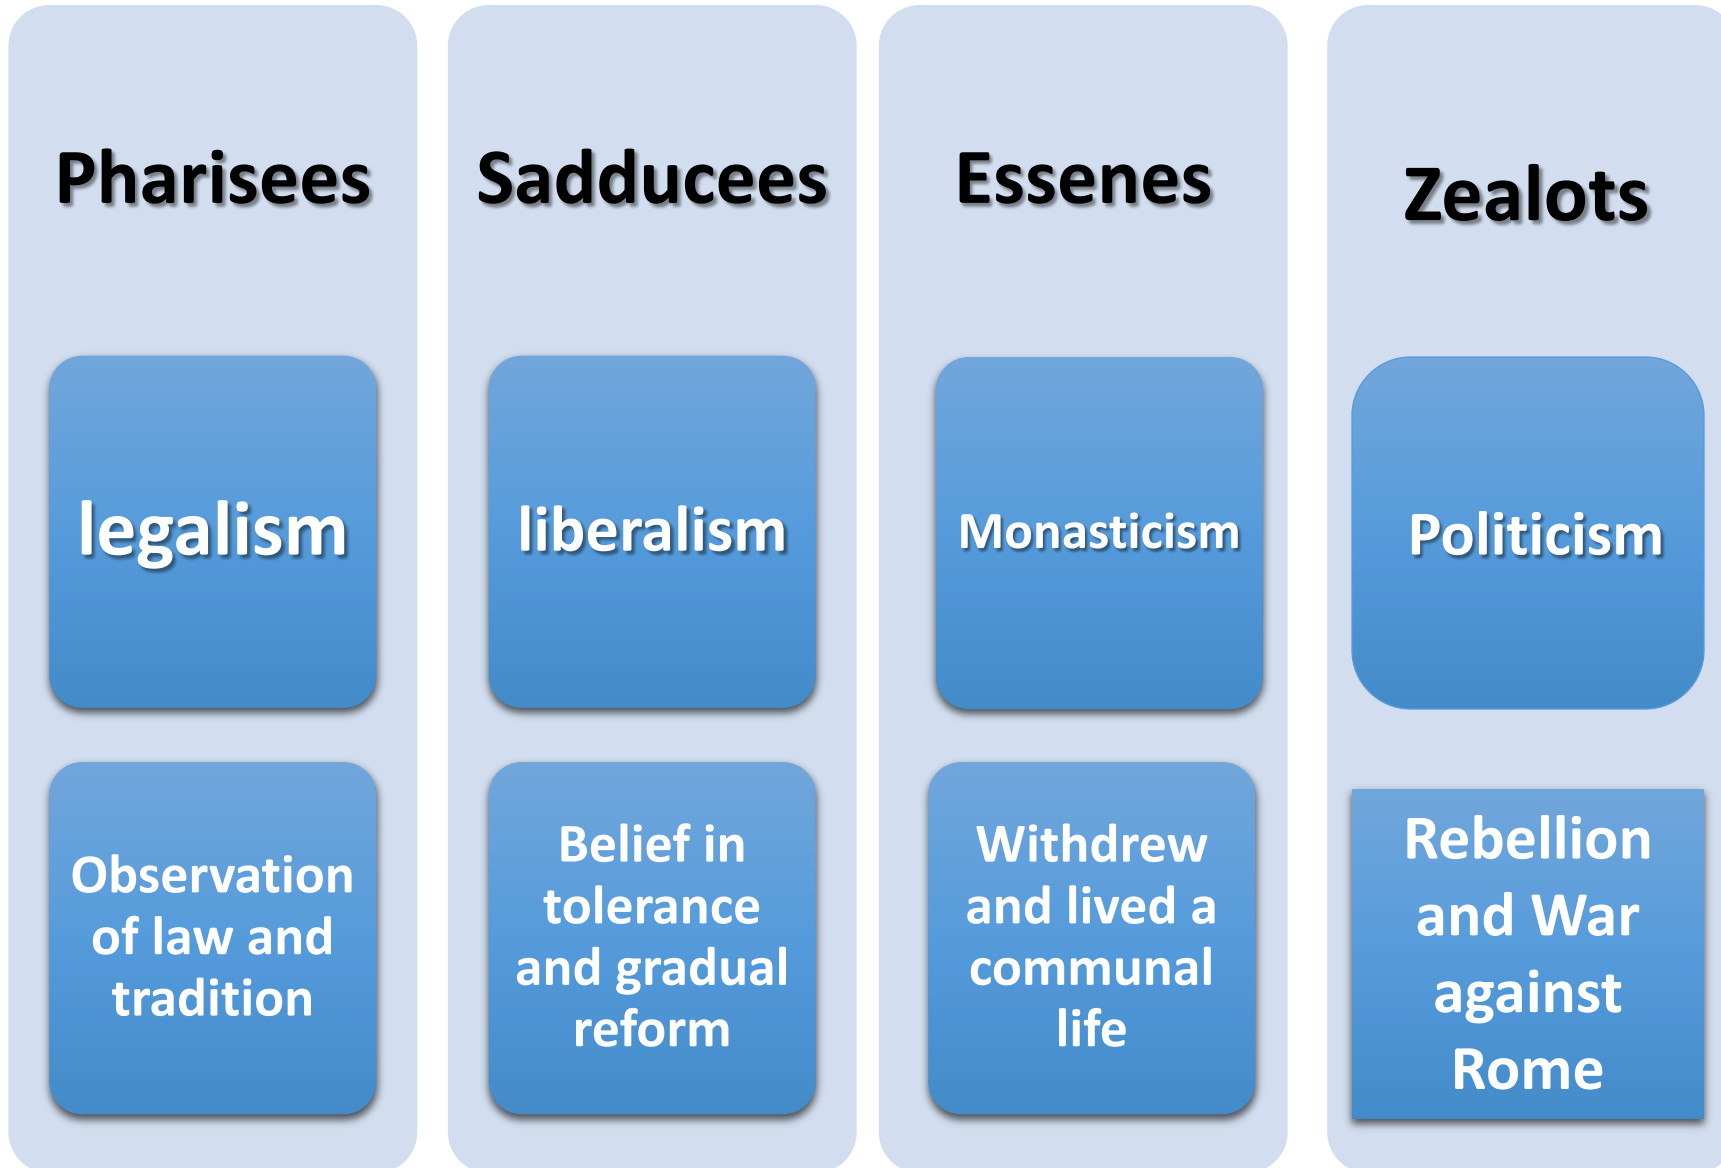 Pharisees
legalism
Observation
of law and
tradition
Sadducees
liberalism
Belief in
tolerance
and gradual
reform
Essenes
Monasticism
Withdrew
and lived a
communal
life
Zealots
Politicism
Rebellion
and War
against
Rome